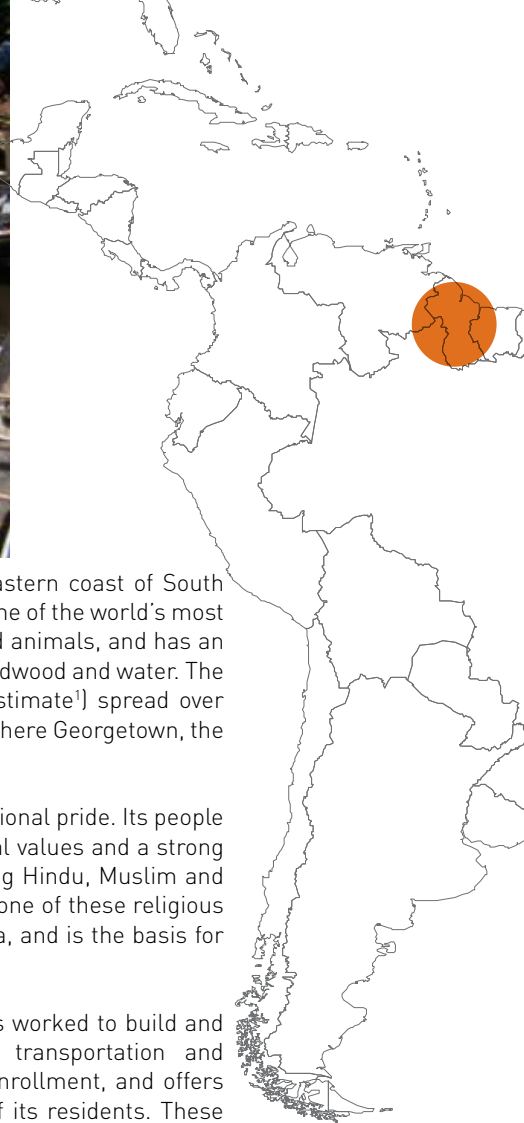 astern coast of South
ne of the world's most
d animals, and has an
dwood and water. The
stimate¹) spread over
here Georgetown, the
ional pride. Its people
al values and a strong
g Hindu, Muslim and
one of these religious
a, and is the basis for
s worked to build and
transportation and
nrollment, and offers
f its residents. These